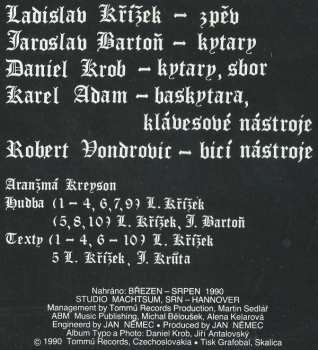 Ladislav Křížek – zpěv
Jaroslav Bartoň – kytary
Daniel Krob – kytary, sbor
Karel Adam – baskytara,
klávesové nástroje
Robert Vondrovic – bicí nástroje
Aranžmá Kreyson
Hudba (1 – 4, 6,7,9) L. Křížek
(5,8,10) L. Křížek, J. Bartoň
Texty (1 – 4, 6 – 10) L. Křížek
5 L. Křížek, J. Krůta
Nahráno: BŘEZEN – SRPEN 1990
STUDIO MACHTSUM, SRN – HANNOVER
Management by Tommü Records Production, Martin Sedlář
ABM Music Publishing, Michal Běloušek, Alena Kelarová
Engineerd by JAN NĚMEC • Produced by JAN NĚMEC
Album Typo a Photo: Daniel Krob, Jiří Antalovský
© 1990 Tommü Records, Czechoslovakia • Tisk Grafobal, Skalica